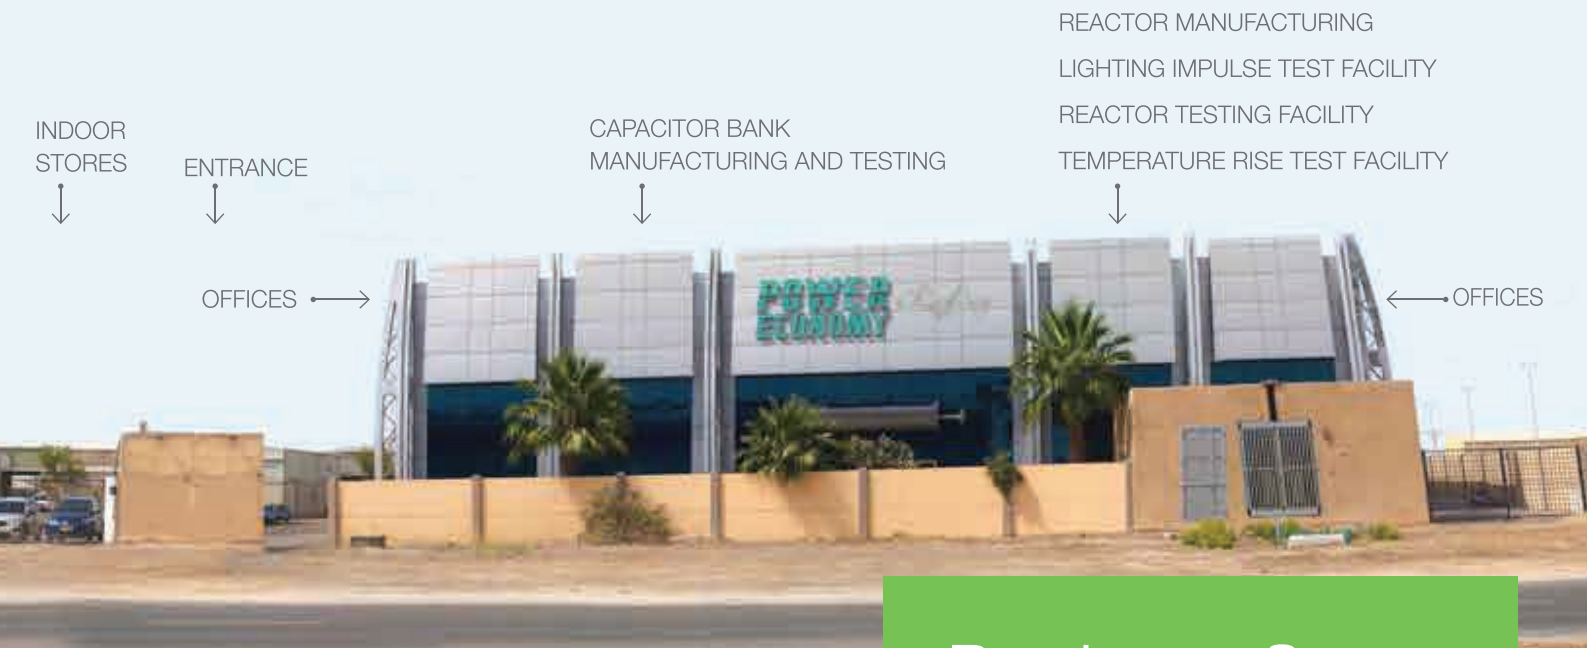 REACTOR MANUFACTURING
LIGHTING IMPULSE TEST FACILITY
REACTOR TESTING FACILITY
TEMPERATURE RISE TEST FACILITY
INDOOR
STORES
ENTRANCE
CAPACITOR BANK
MANUFACTURING AND TESTING
OFFICES
OFFICES
POWER
ECONOMY